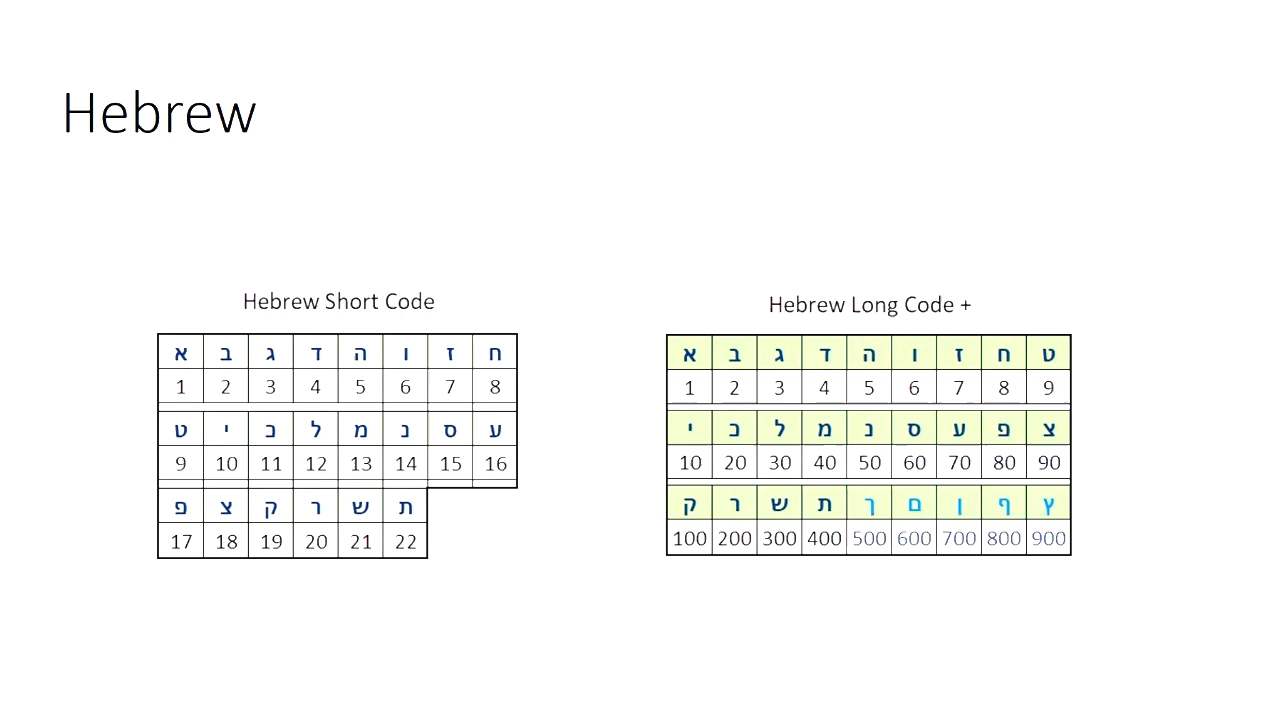 Hebrew
Hebrew Short Code
א ב ג ד ה ו ז ח
1 2 3 4 5 6 7 8
ט י כ ל מ נ ס ע
9 10 11 12 13 14 15 16
פ צ ק ר ש ת
17 18 19 20 21 22
Hebrew Long Code +
א ב ג ד ה ו ז ח ט
1 2 3 4 5 6 7 8 9
י כ ל מ נ ס ע פ צ
10 20 30 40 50 60 70 80 90
ק ר ש ת ך ם ן ף ץ
100 200 300 400 500 600 700 800 900